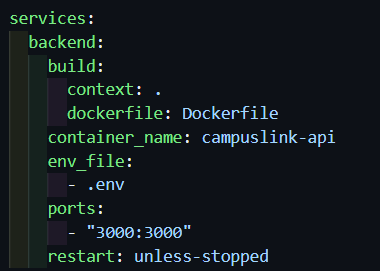 services:
  backend:
    build:
      context: .
      dockerfile: Dockerfile
    container_name: campuslink-api
    env_file:
      - .env
    ports:
      - "3000:3000"
    restart: unless-stopped